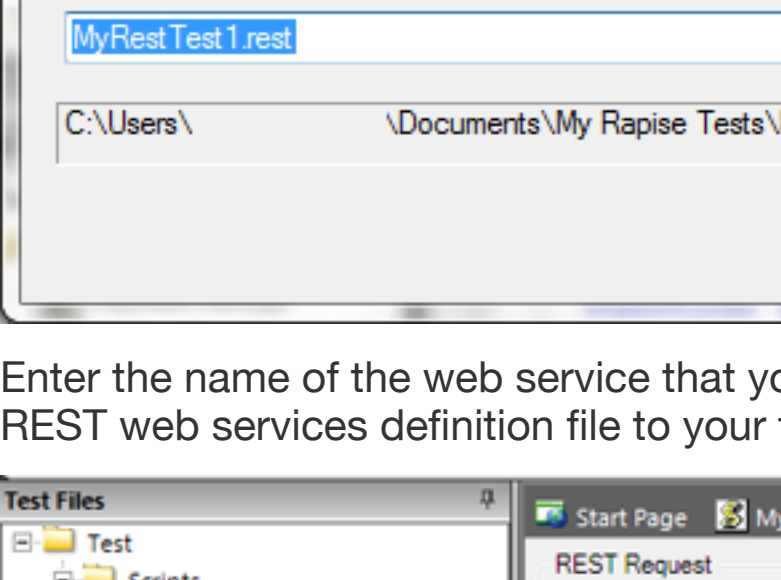 MyRestTest1.rest
C:\Users\ \Documents\My Rapise Tests\
Enter the name of the web service that
REST web services definition file to your
Test Files
Start Page My
Test
REST Request
Scripts